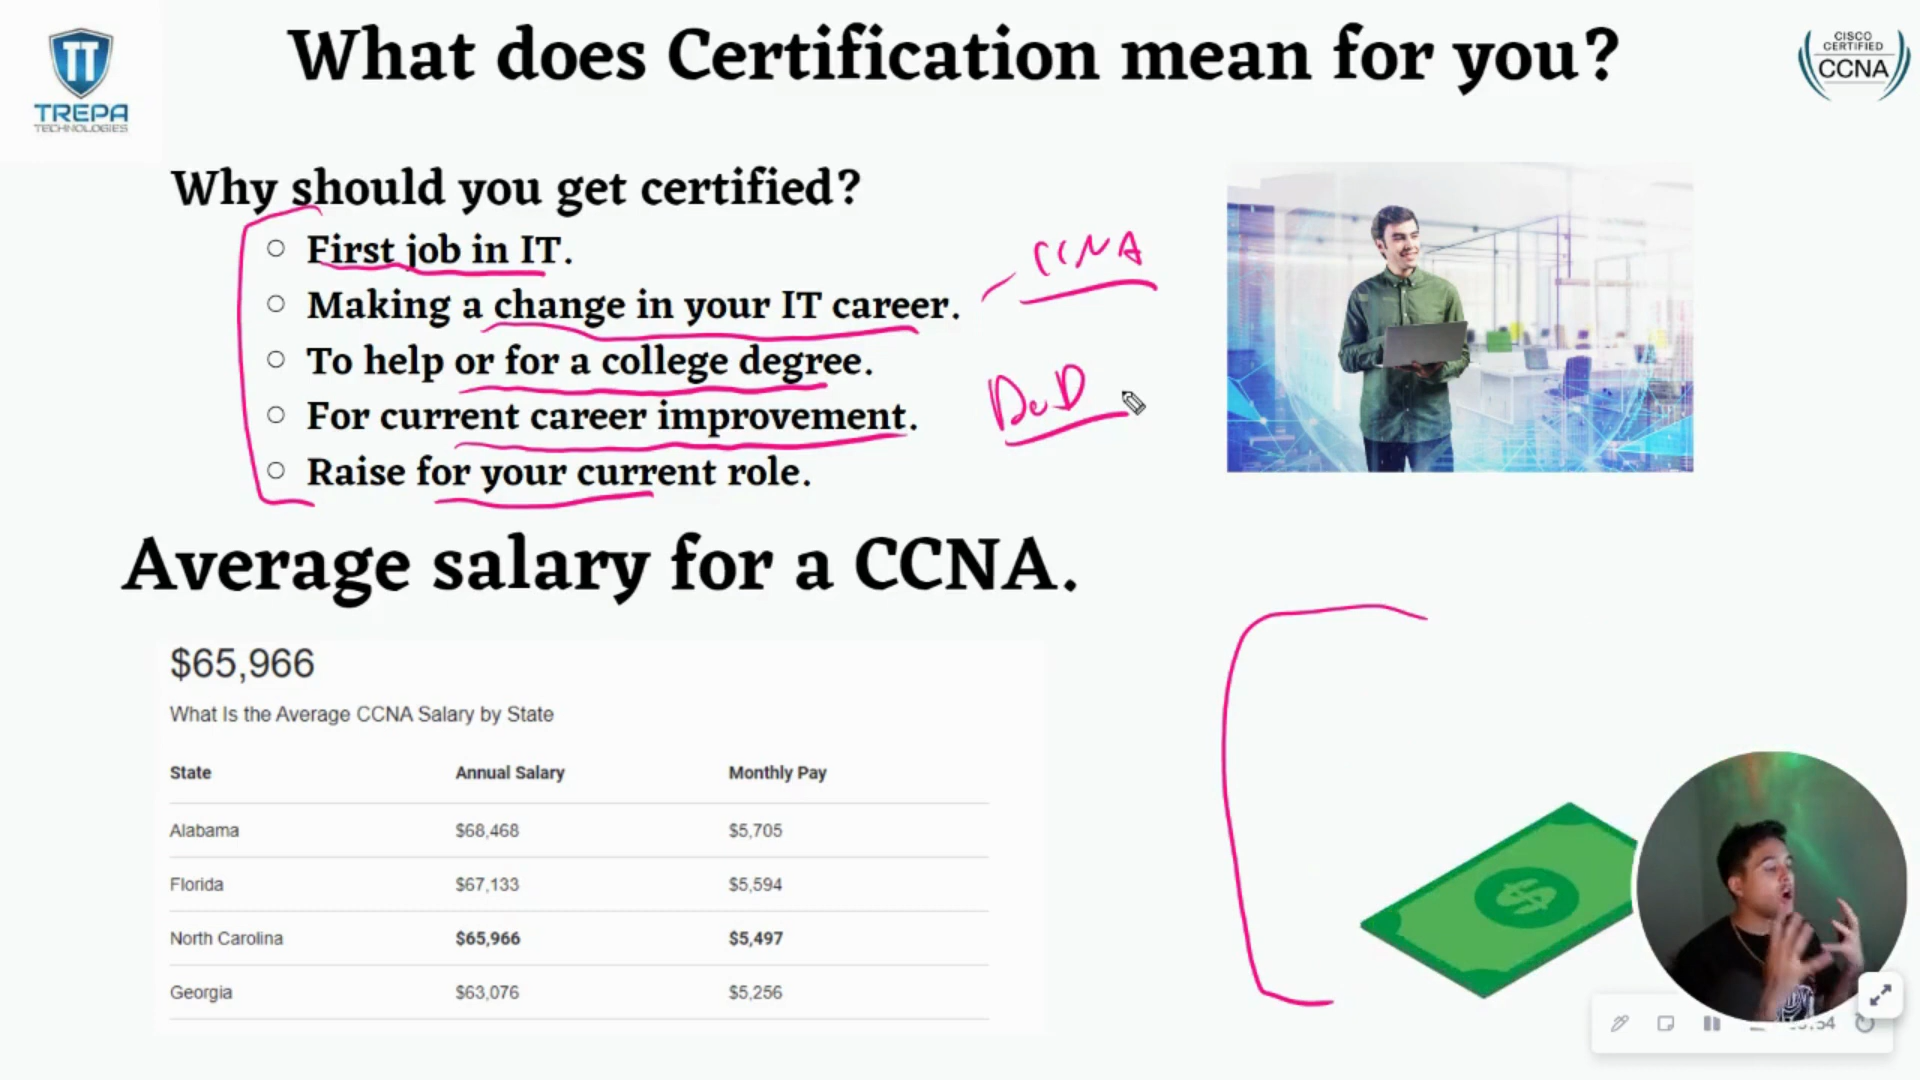 What does Certification mean for you?
TT
TREPA
TECHNOLOGIES
CISCO
CERTIFIED
CCNA
Why should you get certified?
First job in IT.
Making a change in your IT career.
To help or for a college degree.
For current career improvement.
Raise for your current role.
CCNA
DoD
Average salary for a CCNA.
$65,966
What Is the Average CCNA Salary by State
State Annual Salary Monthly Pay
Alabama $68,468 $5,705
Florida $67,133 $5,594
North Carolina $65,966 $5,497
Georgia $63,076 $5,256
$